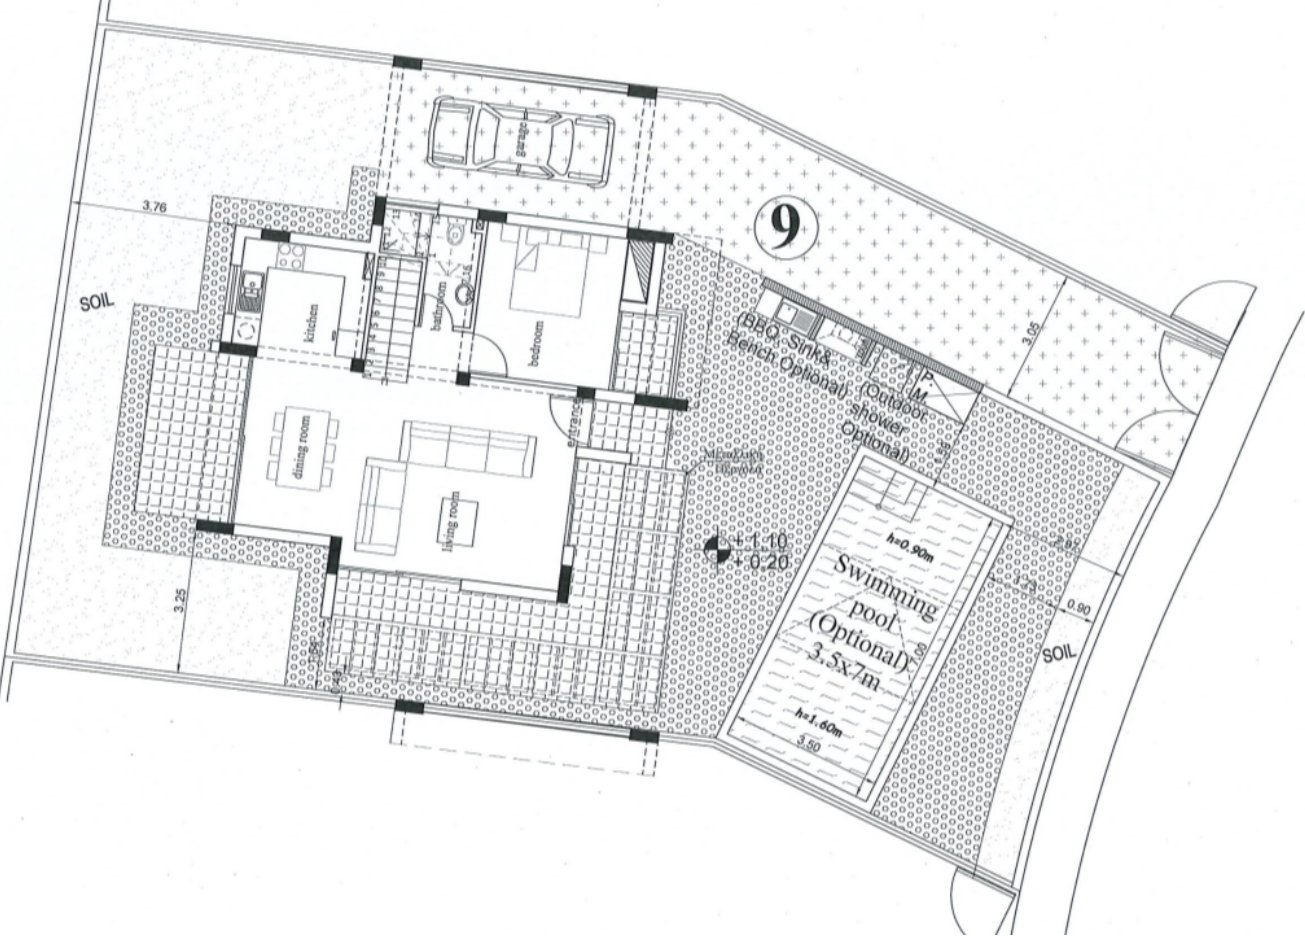 garage
9
3.76
SOIL
kitchen
bathroom
bedroom
(BBQ, Sink&
Bench Optional)
(Outdoor
shower
Optional)
P.
M.
3.05
entrance
dining room
living room
+ 1.10
+ 0.20
h=0.90m
Swimming
pool
(Optional)
3.5x7m
h=1.60m
3.50
0.90
SOIL
3.25